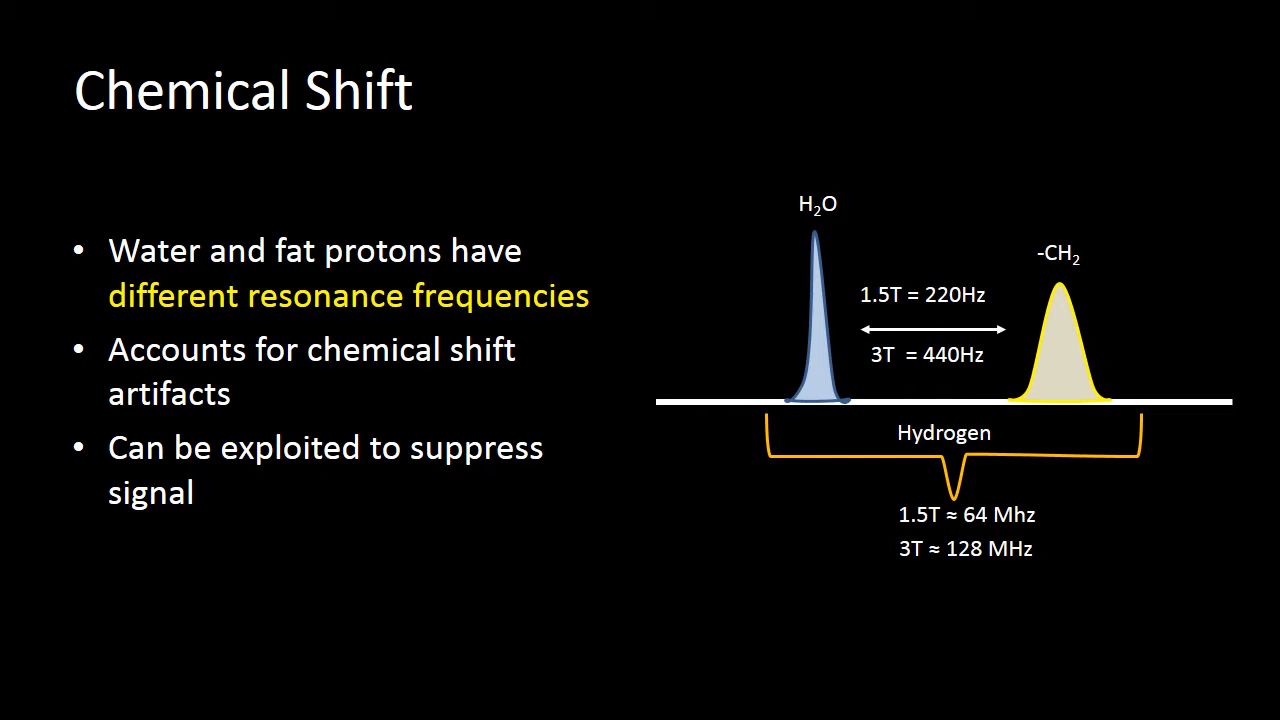 Chemical Shift
• Water and fat protons have
different resonance frequencies
• Accounts for chemical shift
artifacts
• Can be exploited to suppress
signal
H₂O
-CH₂
1.5T = 220Hz
3T = 440Hz
Hydrogen
1.5T ≈ 64 Mhz
3T ≈ 128 MHz